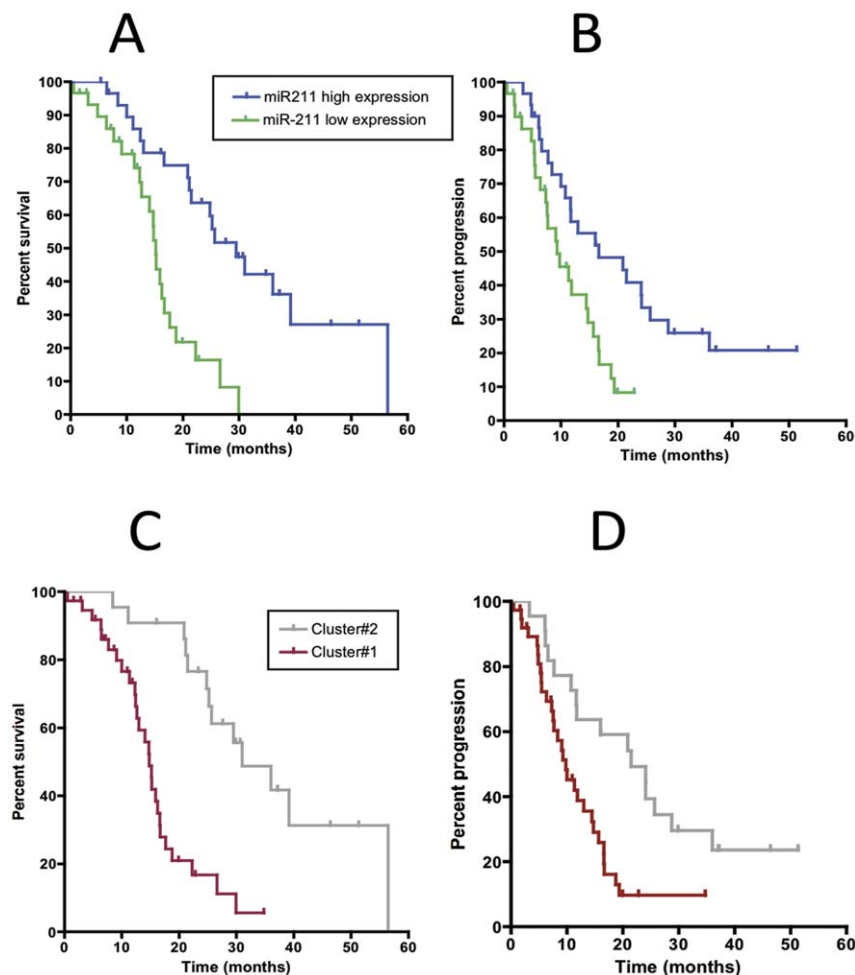 A
B
miR211 high expression
miR-211 low expression
Percent survival
100
90
80
70
60
50
40
30
20
10
0
0 10 20 30 40 50 60
Time (months)
Percent progression
100
90
80
70
60
50
40
30
20
10
0
0 10 20 30 40 50 60
Time (months)
C
D
Cluster#2
Cluster#1
Percent survival
100
80
60
40
20
0
0 10 20 30 40 50 60
Time (months)
Percent progression
100
80
60
40
20
0
0 10 20 30 40 50 60
Time (months)